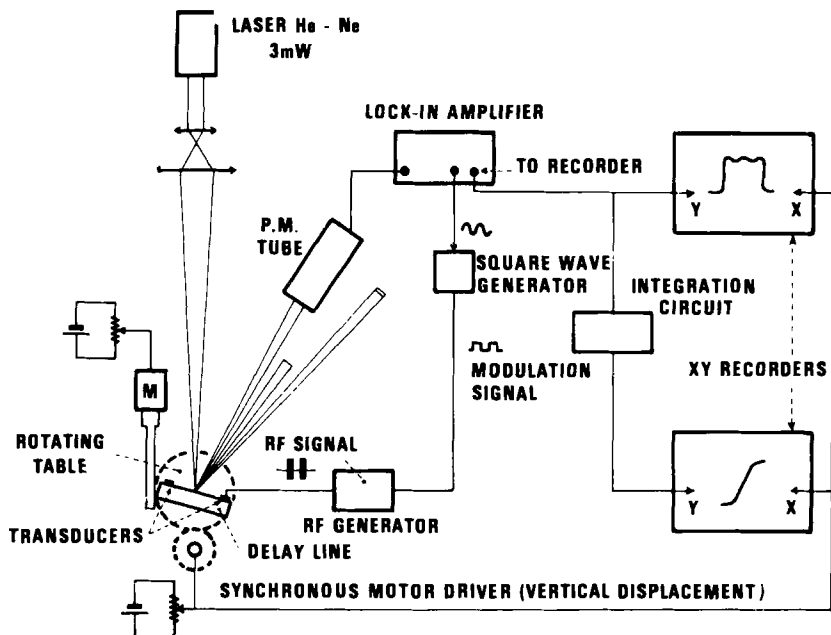 LASER He - Ne
3mW
LOCK-IN AMPLIFIER
TO RECORDER
P.M.
TUBE
Y
X
SQUARE WAVE
GENERATOR
INTEGRATION
CIRCUIT
MODULATION
SIGNAL
XY RECORDERS
M
ROTATING
TABLE
RF SIGNAL
RF GENERATOR
Y
X
TRANSDUCERS
DELAY LINE
SYNCHRONOUS MOTOR DRIVER (VERTICAL DISPLACEMENT)